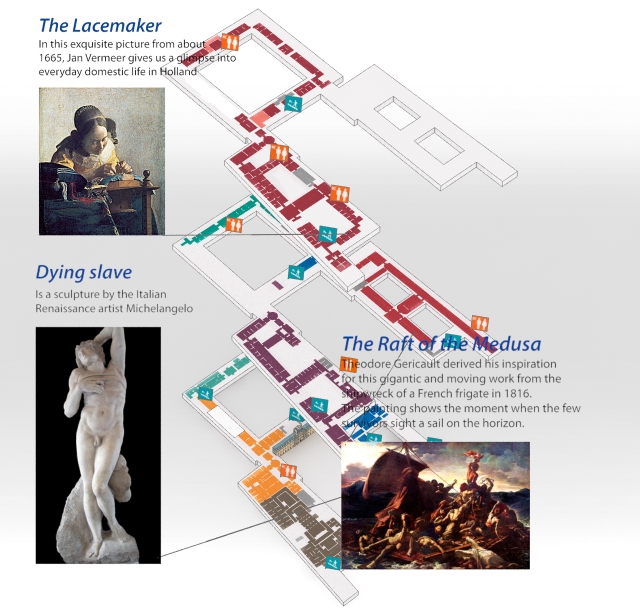 The Lacemaker
In this exquisite picture from about
1665, Jan Vermeer gives us a glimpse into
everyday domestic life in Holland
Dying slave
Is a sculpture by the Italian
Renaissance artist Michelangelo
The Raft of the Medusa
Theodore Gericault derived his inspiration
for this gigantic and moving work from the
shipwreck of a French frigate in 1816.
The painting shows the moment when the few
survivors sight a sail on the horizon.